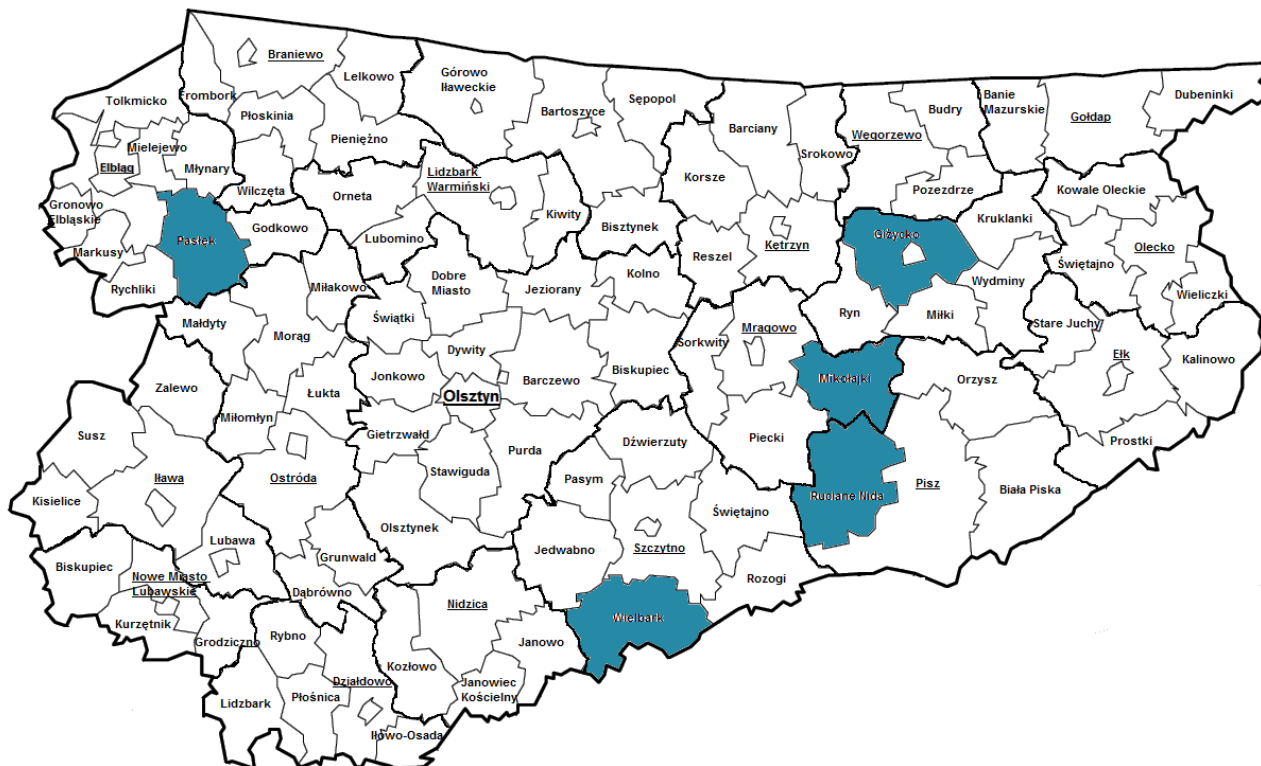 Braniewo
Lelkowo
Górowo
Iławeckie
Sępopol
Dubeninki
Tolkmicko
Frombork
Płoskinia
Bartoszyce
Barciany
Budry
Banie
Mazurskie
Gołdap
Węgorzewo
Mielejewo
Pieniężno
Srokowo
Elbląg
Młynary
Lidzbark
Warmiński
Korsze
Wilczęta
Orneta
Kiwity
Pozezdrze
Kowale Oleckie
Gronowo
Elbląskie
Godkowo
Bisztynek
Kruklanki
Pasłęk
Lubomino
Kętrzyn
Giżycko
Olecko
Markusy
Reszel
Świętajno
Rychliki
Miłakowo
Dobre
Miasto
Jeziorany
Kolno
Wydminy
Wieliczki
Małdyty
Morąg
Świątki
Ryn
Miłki
Stare Juchy
Mrągowo
Sorkwity
Dywity
Ełk
Kalinowo
Zalewo
Jonkowo
Barczewo
Biskupiec
Mikołajki
Orzysz
Łukta
Olsztyn
Miłomłyn
Susz
Gietrzwałd
Purda
Dźwierzuty
Piecki
Prostki
Iława
Ostróda
Stawiguda
Pasym
Kisielice
Ruciane Nida
Pisz
Biała Piska
Świętajno
Olsztynek
Lubawa
Jedwabno
Szczytno
Grunwald
Biskupiec
Nowe Miasto
Lubawskie
Rozogi
Dąbrówno
Nidzica
Kurzętnik
Wielbark
Grodziczno
Rybno
Janowo
Kozłowo
Działdowo
Janowiec
Kościelny
Lidzbark
Płośnica
Iłowo-Osada